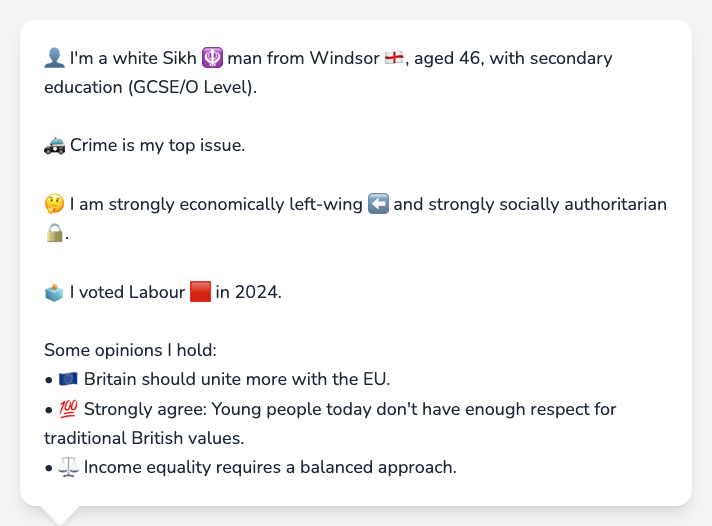 👤 I'm a white Sikh 🪯 man from Windsor 🏴󠁧󠁢󠁥󠁮󠁧󠁿, aged 46, with secondary
education (GCSE/O Level).
🚓 Crime is my top issue.
🤔 I am strongly economically left-wing ⬅️ and strongly socially authoritarian
🔒.
🗳️ I voted Labour 🟥 in 2024.
Some opinions I hold:
• 🇪🇺 Britain should unite more with the EU.
• 💯 Strongly agree: Young people today don't have enough respect for
traditional British values.
• ⚖️ Income equality requires a balanced approach.